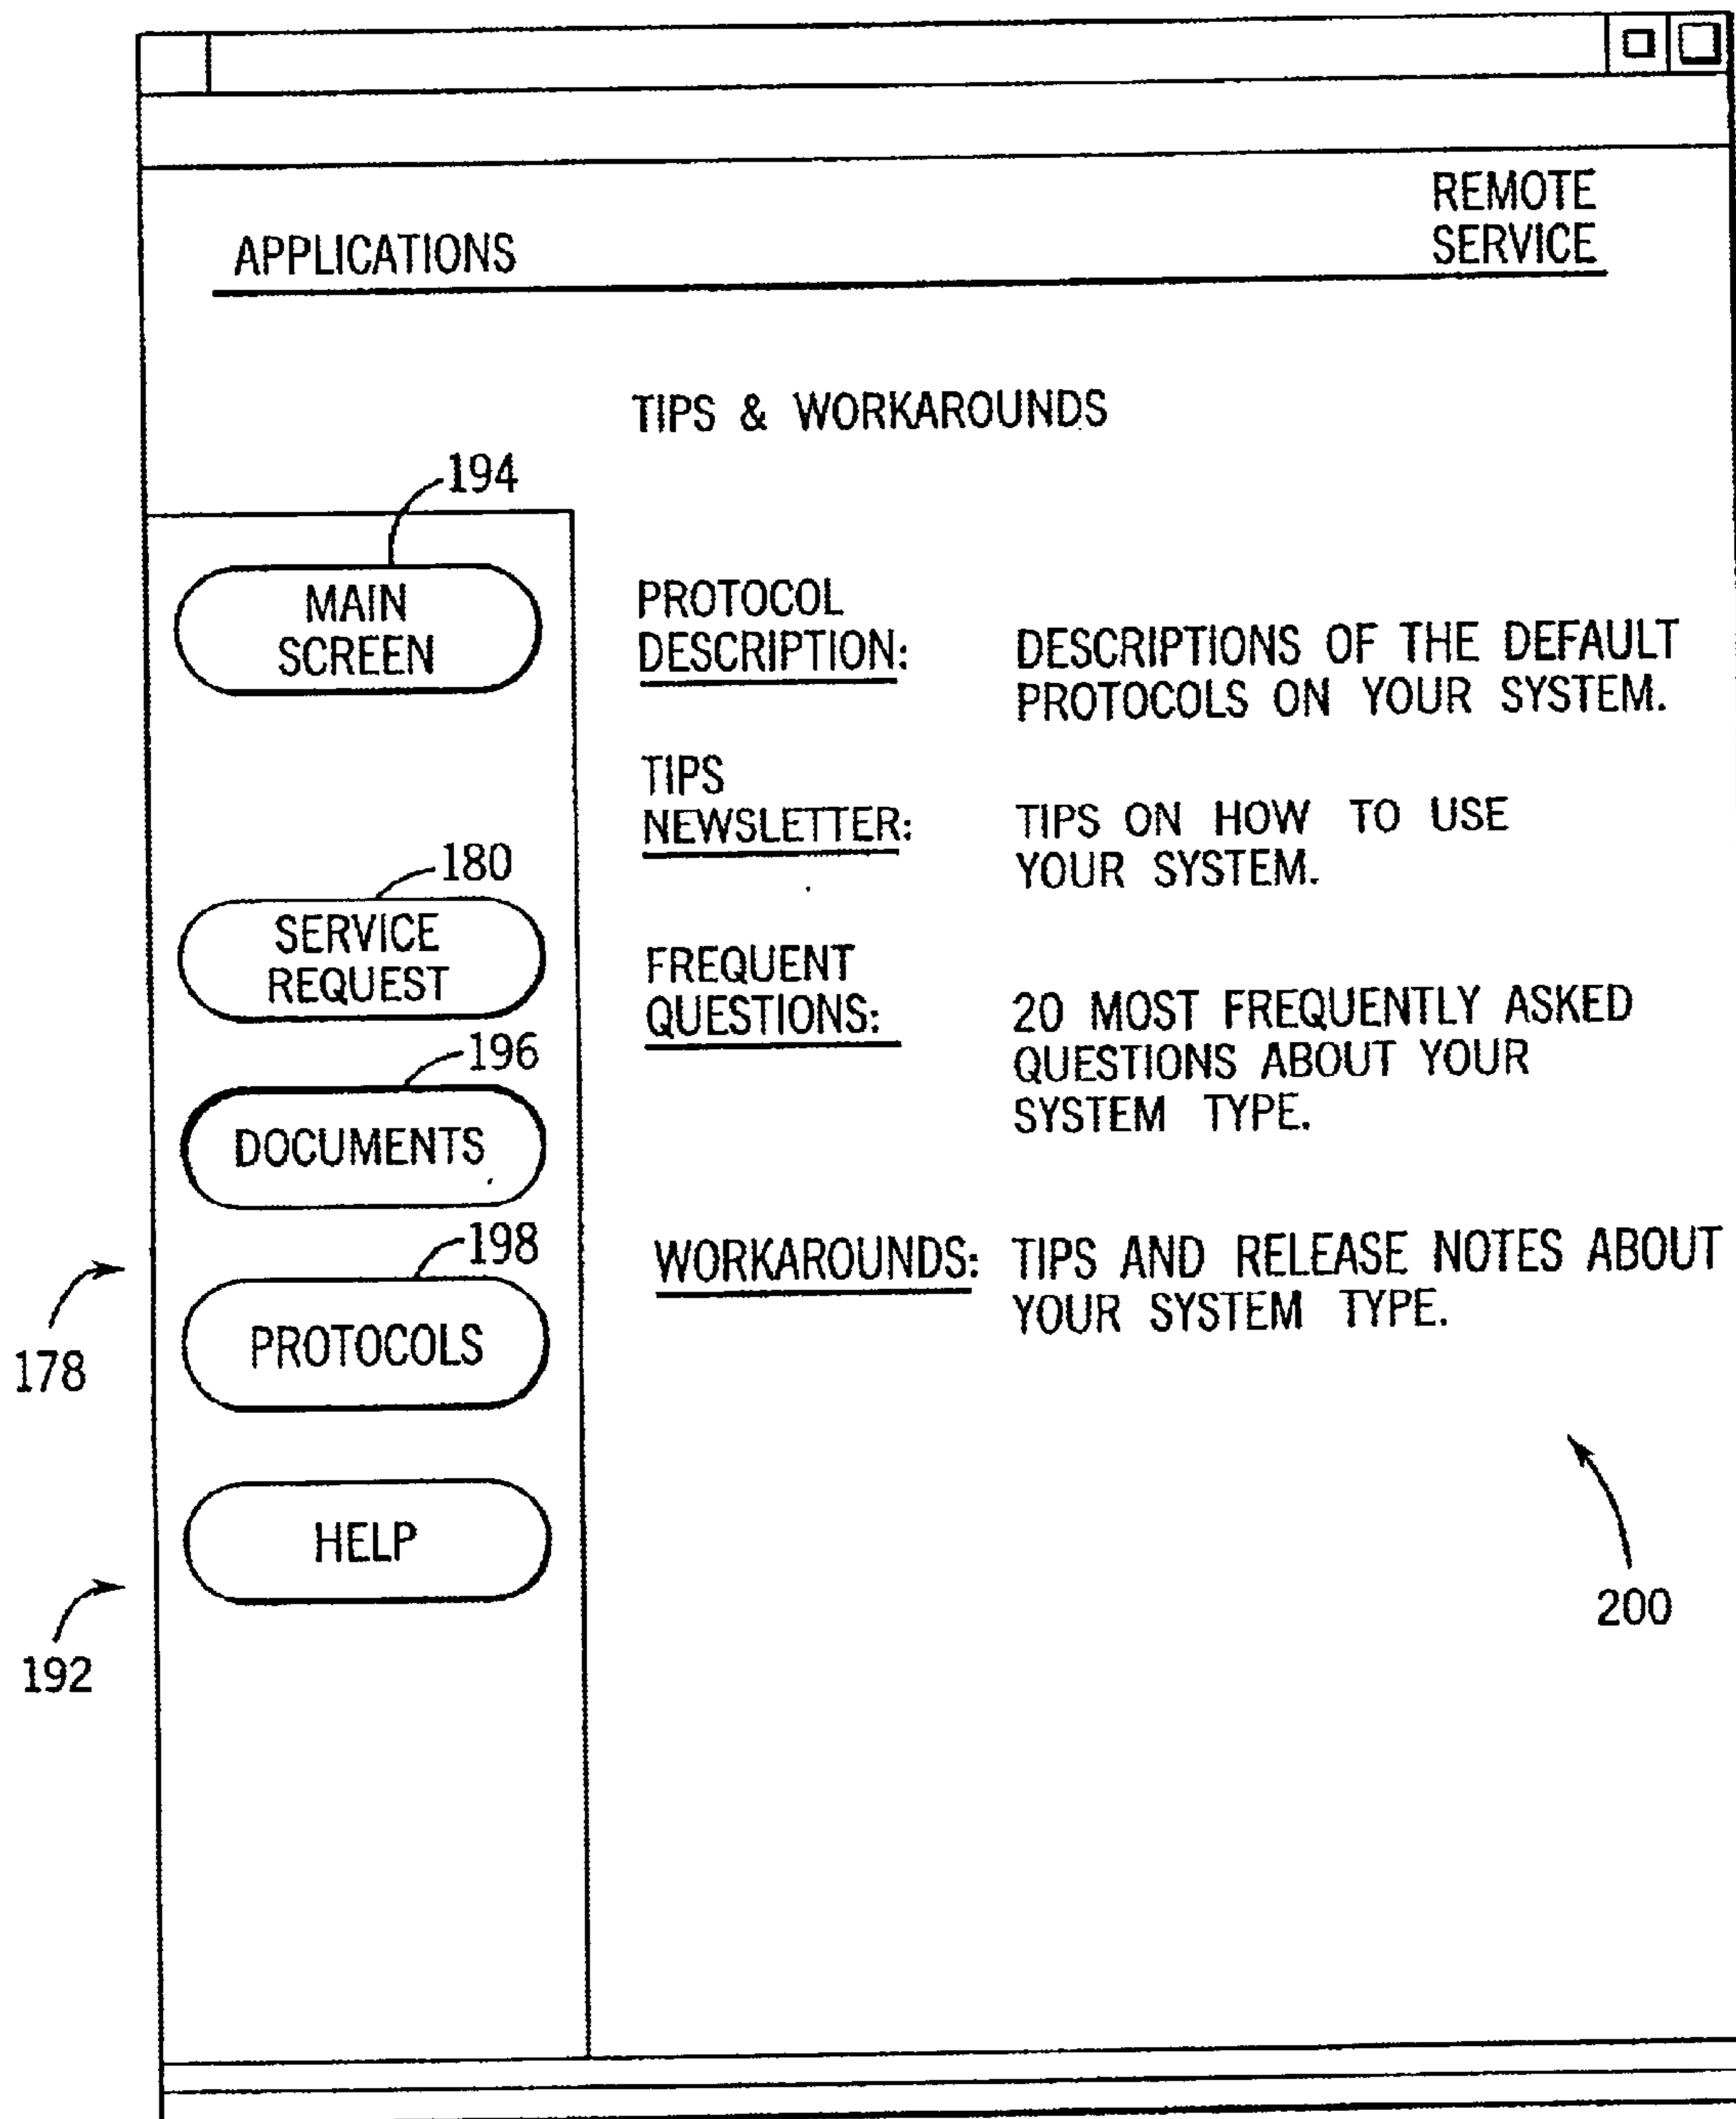 REMOTE
SERVICE
APPLICATIONS
TIPS & WORKAROUNDS
194
MAIN
SCREEN
180
SERVICE
REQUEST
196
DOCUMENTS
198
PROTOCOLS
HELP
178
192
PROTOCOL
DESCRIPTION:
DESCRIPTIONS OF THE DEFAULT
PROTOCOLS ON YOUR SYSTEM.
TIPS
NEWSLETTER:
TIPS ON HOW TO USE
YOUR SYSTEM.
FREQUENT
QUESTIONS:
20 MOST FREQUENTLY ASKED
QUESTIONS ABOUT YOUR
SYSTEM TYPE.
WORKAROUNDS:
TIPS AND RELEASE NOTES ABOUT
YOUR SYSTEM TYPE.
200